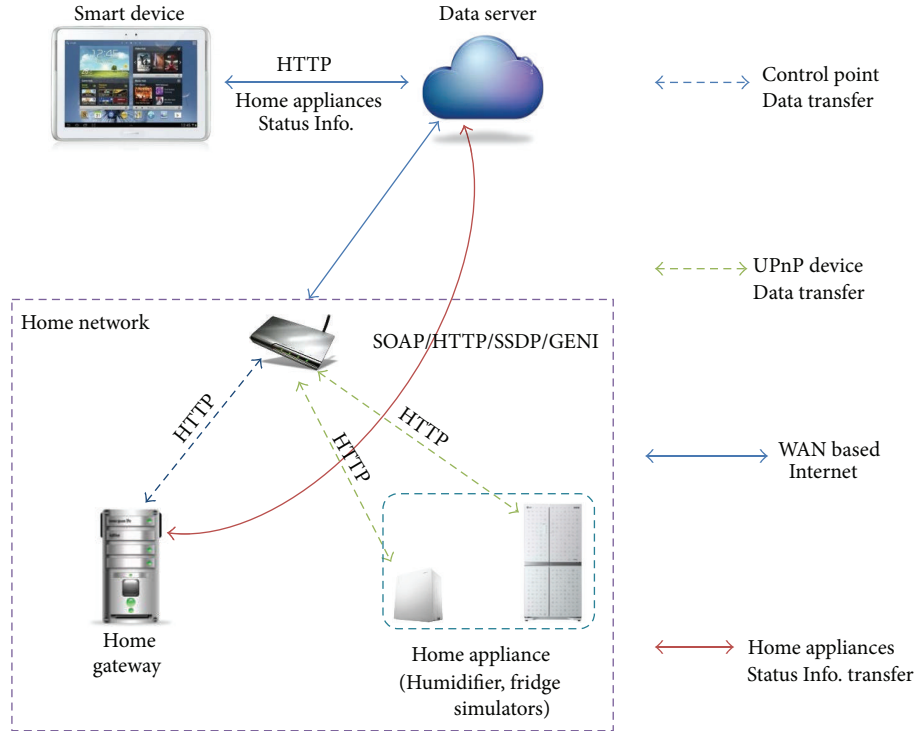 Smart device
Data server
HTTP
Home appliances
Status Info.
Control point
Data transfer
UPnP device
Data transfer
Home network
SOAP/HTTP/SSDP/GENI
HTTP
HTTP
HTTP
WAN based
Internet
Home
gateway
Home appliance
(Humidifier, fridge
simulators)
Home appliances
Status Info. transfer